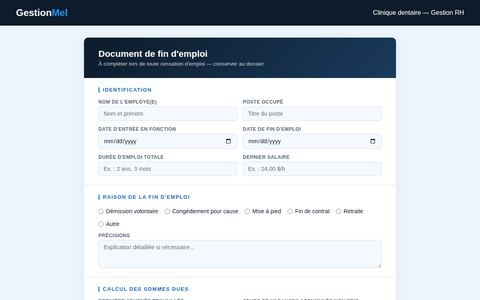 GestionMel
Clinique dentaire — Gestion RH
Document de fin d'emploi
À compléter lors de toute cessation d'emploi — conserver au dossier
IDENTIFICATION
NOM DE L'EMPLOYÉ(E) POSTE OCCUPÉ
Nom et prénom Titre du poste
DATE D'ENTRÉE EN FONCTION DATE DE FIN D'EMPLOI
mm/dd/yyyy mm/dd/yyyy
DURÉE D'EMPLOI TOTALE DERNIER SALAIRE
Ex. : 2 ans, 3 mois Ex. : 24,00 $/h
RAISON DE LA FIN D'EMPLOI
Démission volontaire Congédiement pour cause Mise à pied Fin de contrat Retraite
Autre
PRÉCISIONS
Explication détaillée si nécessaire...
CALCUL DES SOMMES DUES